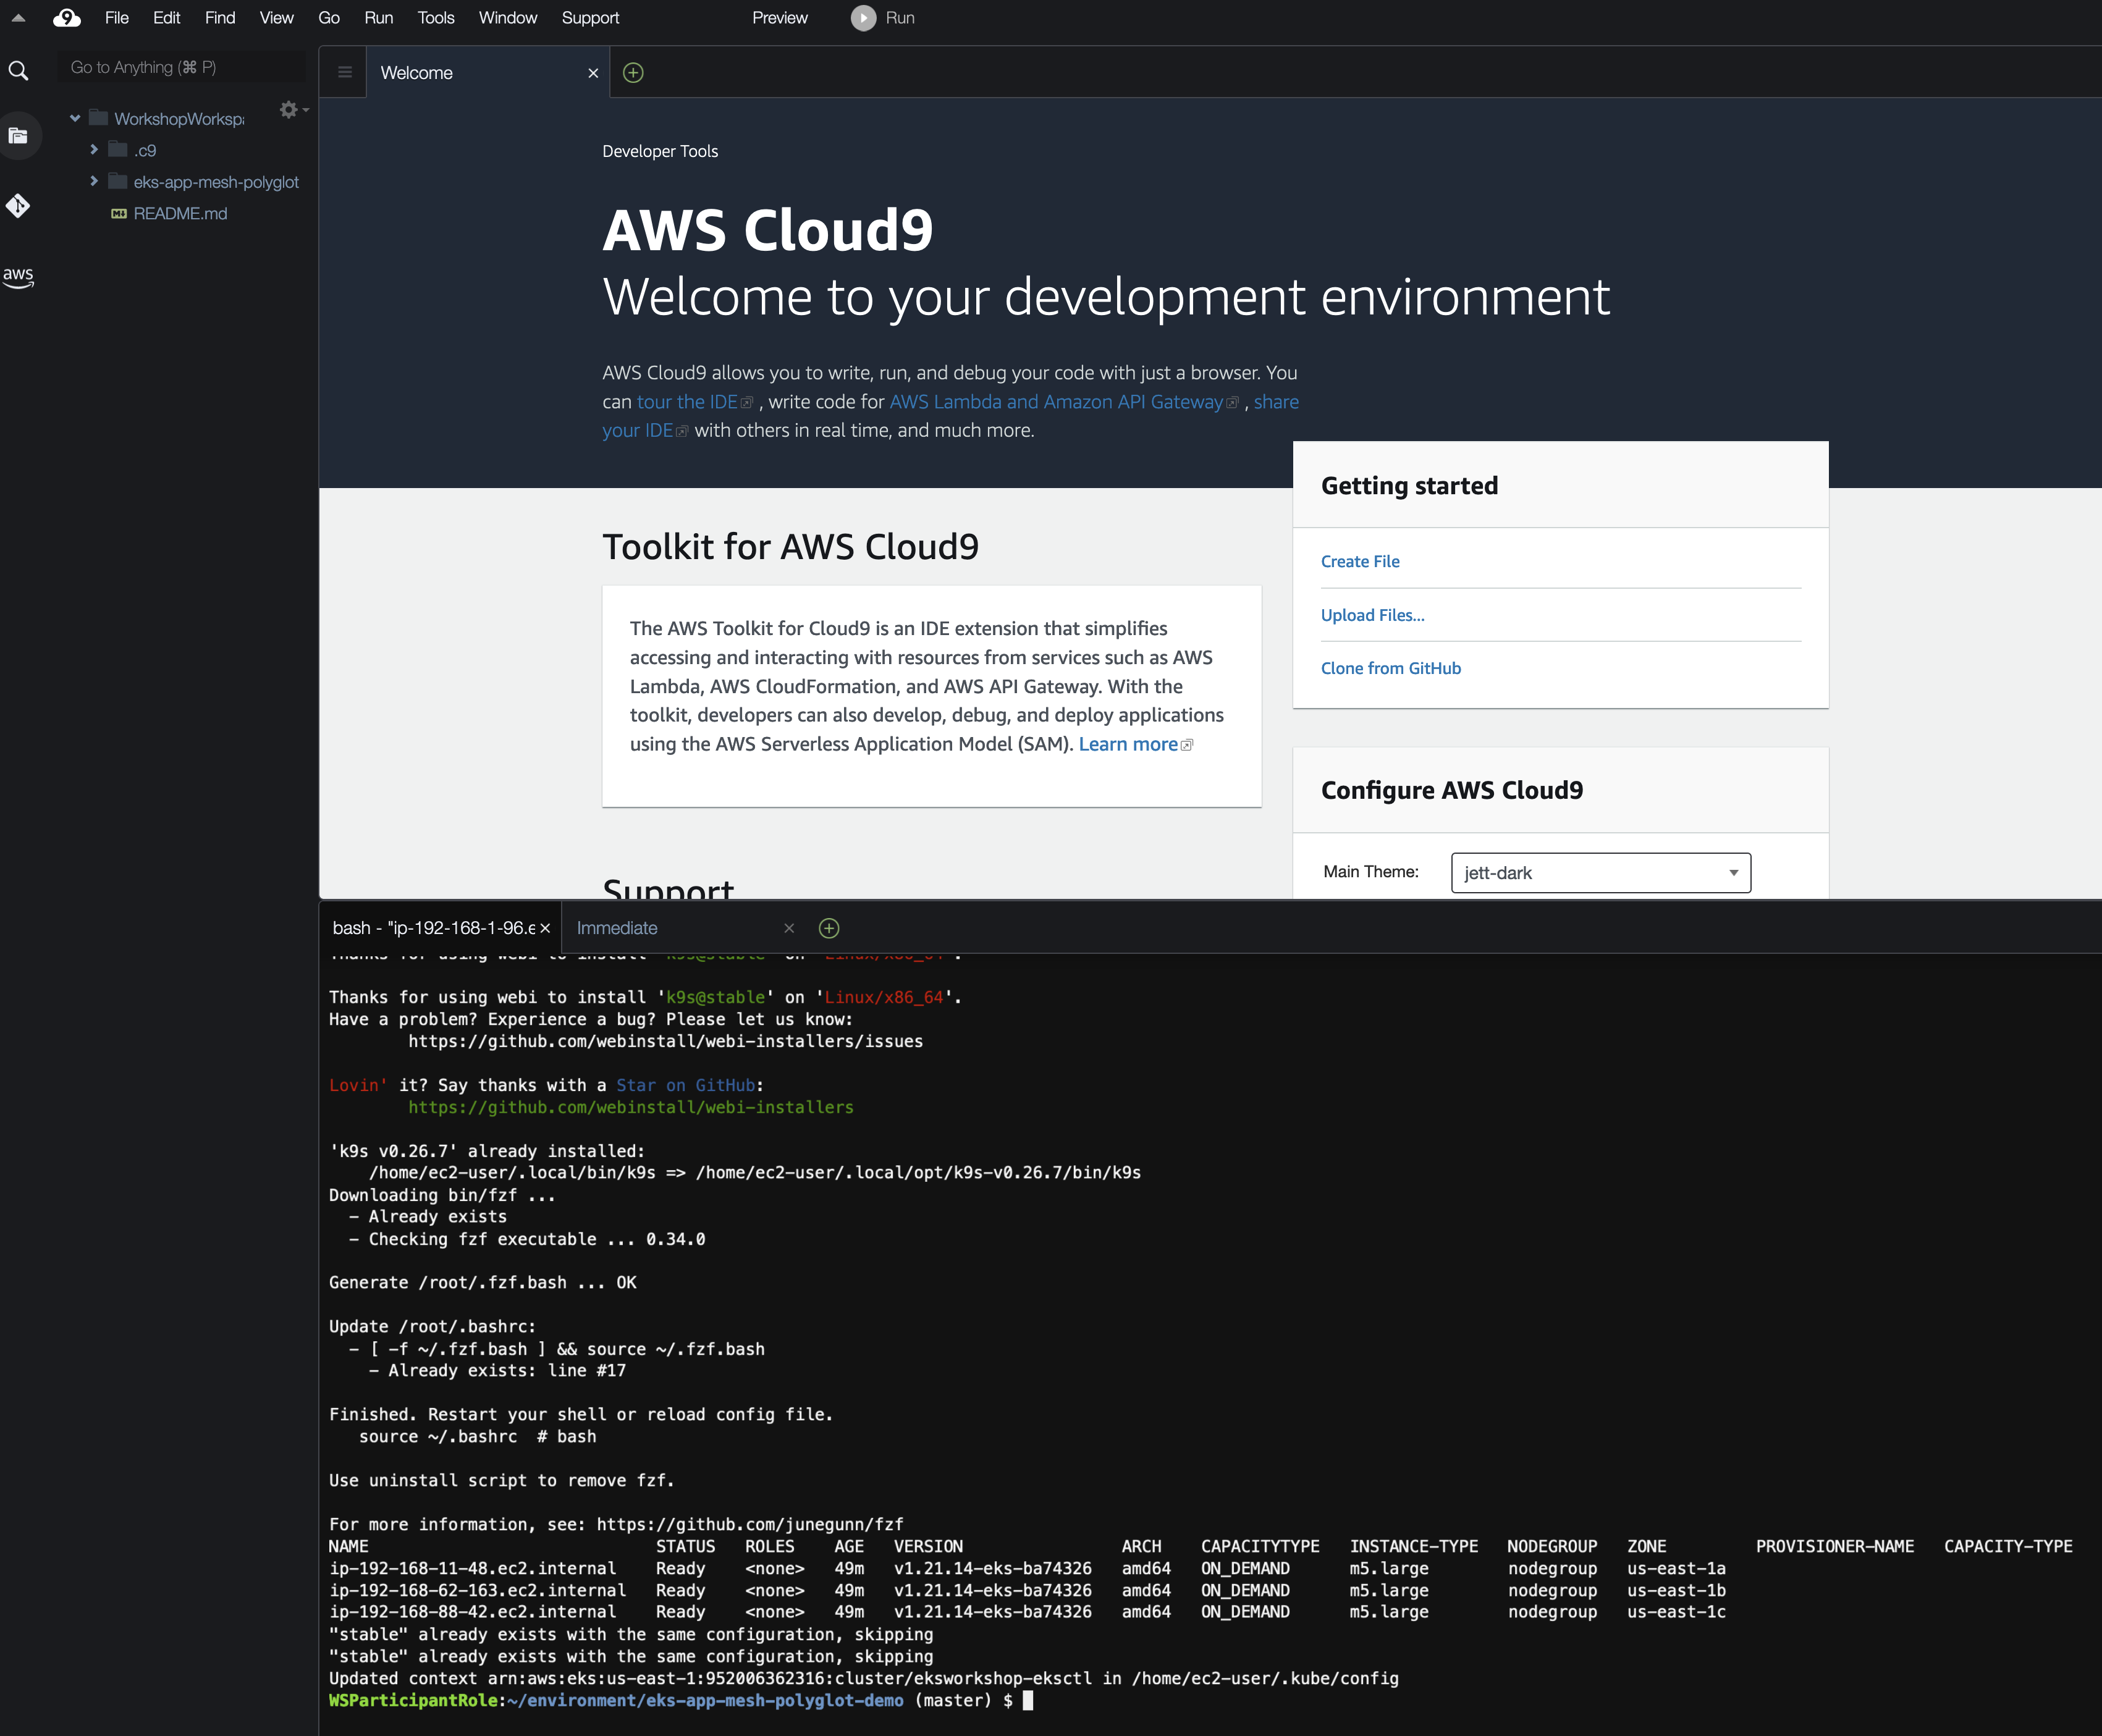 File Edit Find View Go Run Tools Window Support Preview Run
Go to Anything (⌘ P)
WorkshopWorkspa
.c9
eks-app-mesh-polyglot
README.md
aws
Welcome
Developer Tools
AWS Cloud9
Welcome to your development environment
AWS Cloud9 allows you to write, run, and debug your code with just a browser. You
can tour the IDE , write code for AWS Lambda and Amazon API Gateway , share
your IDE with others in real time, and much more.
Toolkit for AWS Cloud9
The AWS Toolkit for Cloud9 is an IDE extension that simplifies
accessing and interacting with resources from services such as AWS
Lambda, AWS CloudFormation, and AWS API Gateway. With the
toolkit, developers can also develop, debug, and deploy applications
using the AWS Serverless Application Model (SAM). Learn more
Support
Getting started
Create File
Upload Files...
Clone from GitHub
Configure AWS Cloud9
Main Theme: jett-dark
bash - "ip-192-168-1-96.e Immediate
Thanks for using webi to install 'k9s@stable' on 'Linux/x86_64'.
Thanks for using webi to install 'k9s@stable' on 'Linux/x86_64'.
Have a problem? Experience a bug? Please let us know:
https://github.com/webinstall/webi-installers/issues
Lovin' it? Say thanks with a Star on GitHub:
https://github.com/webinstall/webi-installers
'k9s v0.26.7' already installed:
/home/ec2-user/.local/bin/k9s => /home/ec2-user/.local/opt/k9s-v0.26.7/bin/k9s
Downloading bin/fzf ...
- Already exists
- Checking fzf executable ... 0.34.0
Generate /root/.fzf.bash ... OK
Update /root/.bashrc:
- [ -f ~/.fzf.bash ] && source ~/.fzf.bash
- Already exists: line #17
Finished. Restart your shell or reload config file.
source ~/.bashrc # bash
Use uninstall script to remove fzf.
For more information, see: https://github.com/junegunn/fzf
NAME STATUS ROLES AGE VERSION ARCH CAPACITYTYPE INSTANCE-TYPE NODEGROUP ZONE PROVISIONER-NAME CAPACITY-TYPE
ip-192-168-11-48.ec2.internal Ready <none> 49m v1.21.14-eks-ba74326 amd64 ON_DEMAND m5.large nodegroup us-east-1a
ip-192-168-62-163.ec2.internal Ready <none> 49m v1.21.14-eks-ba74326 amd64 ON_DEMAND m5.large nodegroup us-east-1b
ip-192-168-88-42.ec2.internal Ready <none> 49m v1.21.14-eks-ba74326 amd64 ON_DEMAND m5.large nodegroup us-east-1c
"stable" already exists with the same configuration, skipping
"stable" already exists with the same configuration, skipping
Updated context arn:aws:eks:us-east-1:952006362316:cluster/eksworkshop-eksctl in /home/ec2-user/.kube/config
WSParticipantRole:~/environment/eks-app-mesh-polyglot-demo (master) $